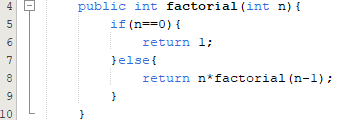 4 public int factorial(int n){
5 if(n==0){
6 return 1;
7 }else{
8 return n*factorial(n-1);
9 }
10 }